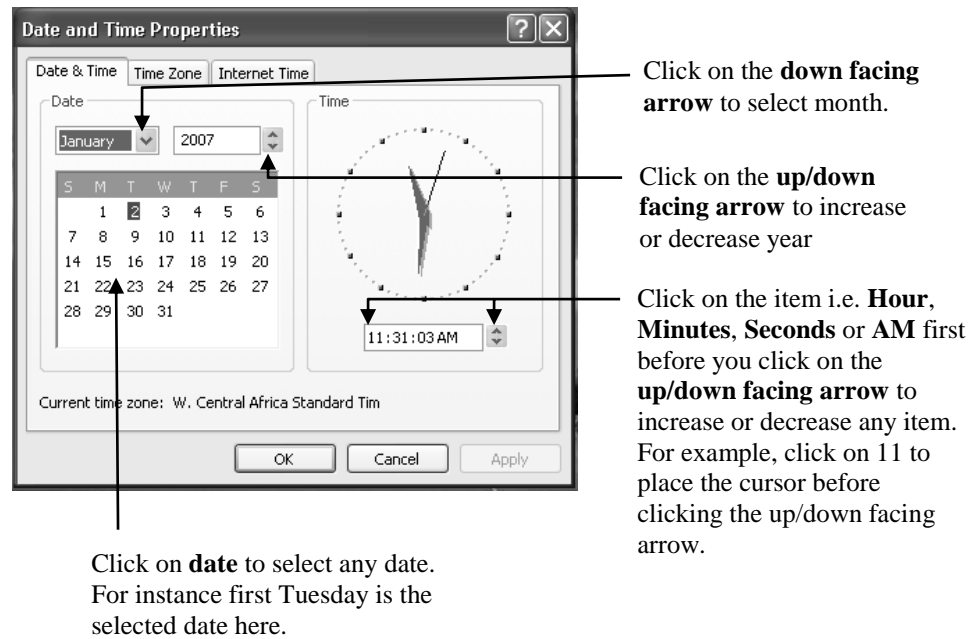 Date and Time Properties
Date & Time Time Zone Internet Time
Date
January 2007
S M T W T F S
1 2 3 4 5 6
7 8 9 10 11 12 13
14 15 16 17 18 19 20
21 22 23 24 25 26 27
28 29 30 31
Time
11:31:03 AM
Current time zone: W. Central Africa Standard Tim
OK Cancel Apply
Click on the down facing
arrow to select month.
Click on the up/down
facing arrow to increase
or decrease year
Click on the item i.e. Hour,
Minutes, Seconds or AM first
before you click on the
up/down facing arrow to
increase or decrease any item.
For example, click on 11 to
place the cursor before
clicking the up/down facing
arrow.
Click on date to select any date.
For instance first Tuesday is the
selected date here.